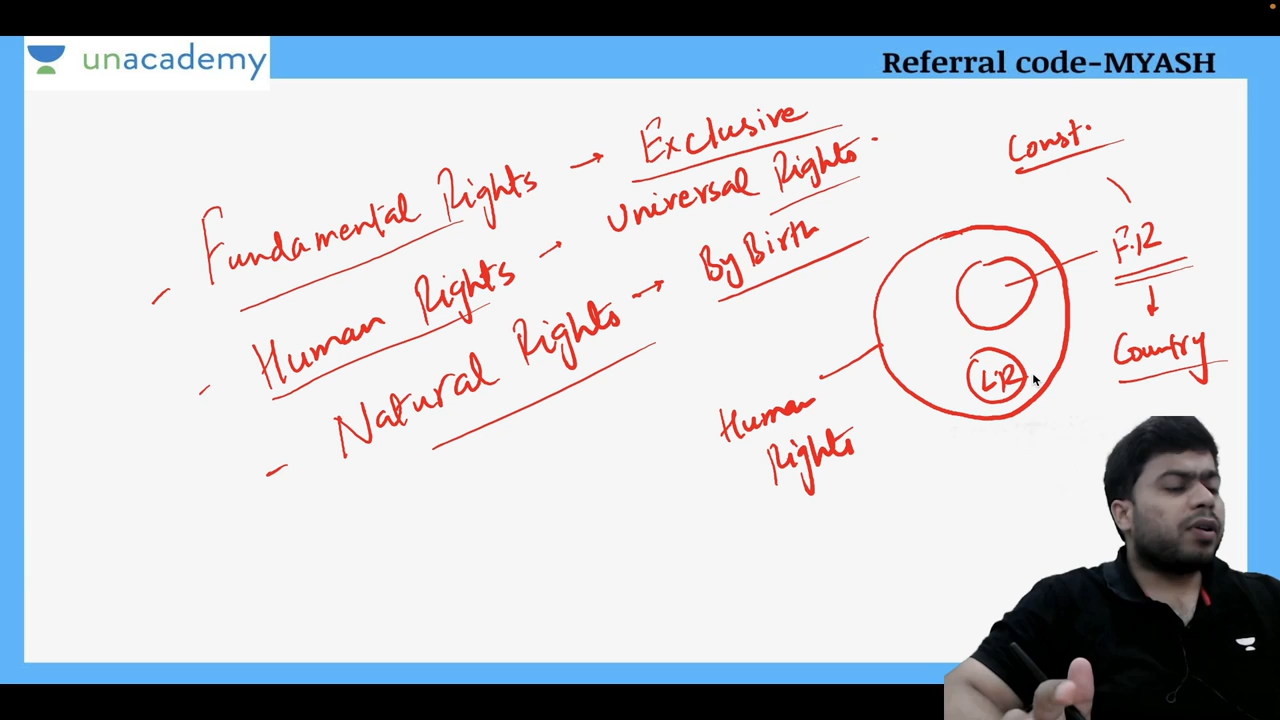 unacademy
Referral code-MYASH
- Fundamental Rights → Exclusive
- Human Rights → Universal Rights.
- Natural Rights → By Birth
Const.
F.R
↓
Country
L.R
Human
Rights